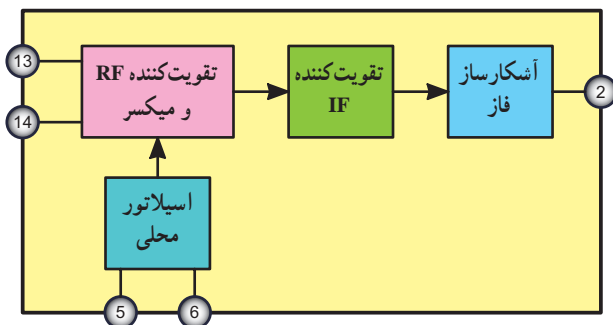 13
14
تقویت‌کننده RF
و میکسر
تقویت‌کننده
IF
آشکارساز
فاز
2
اسیلاتور
محلی
5
6